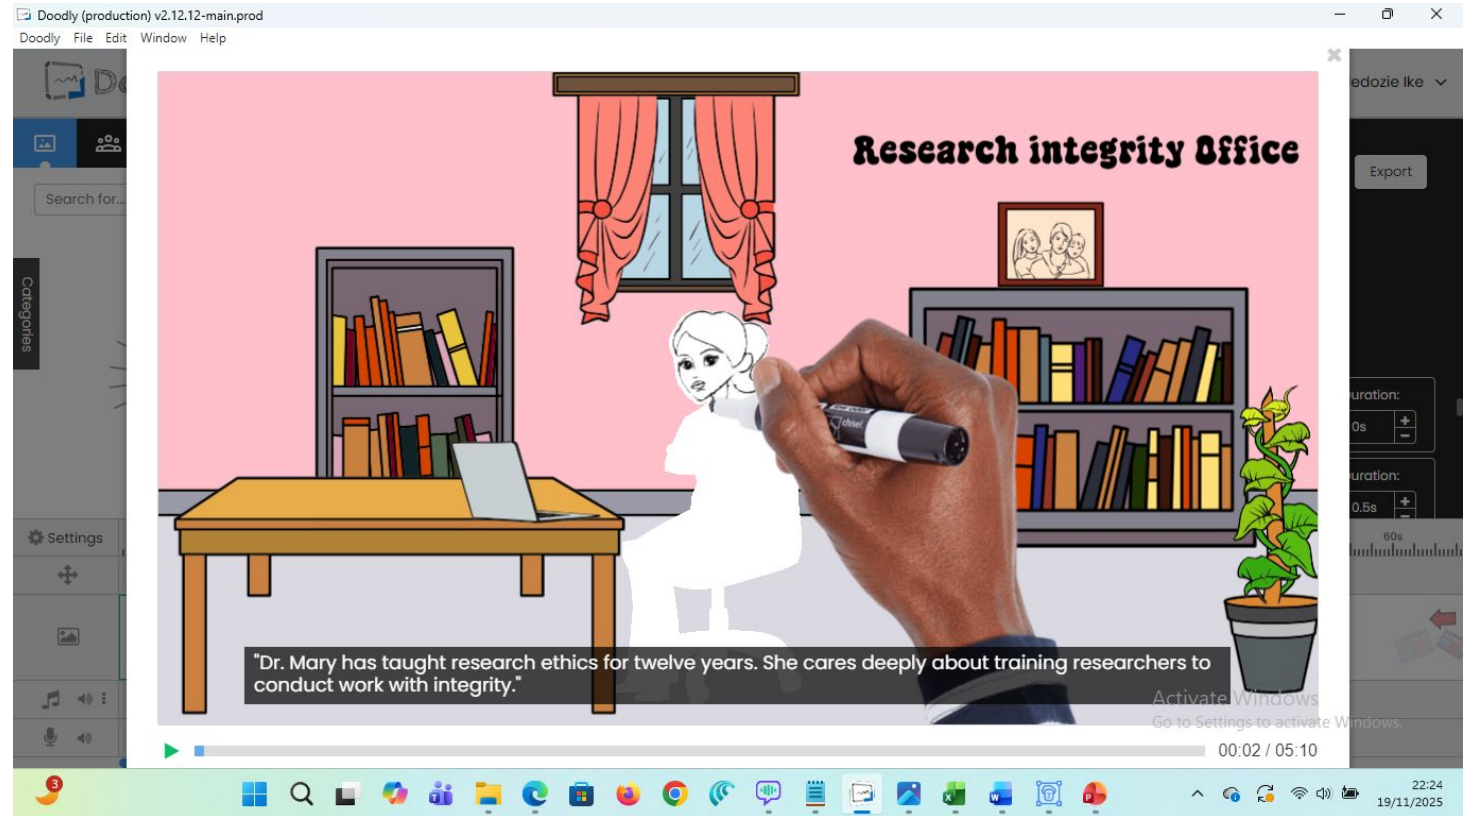 Doodly (production) v2.12.12-main.prod
Doodly File Edit Window Help
edozie Ike
Research integrity Office
Export
Search for...
Categories
chisel
uration:
0s
uration:
0.5s
Settings
60s
"Dr. Mary has taught research ethics for twelve years. She cares deeply about training researchers to
conduct work with integrity."
Activate Windows
Go to Settings to activate Windows.
00:02 / 05:10
3
22:24
19/11/2025